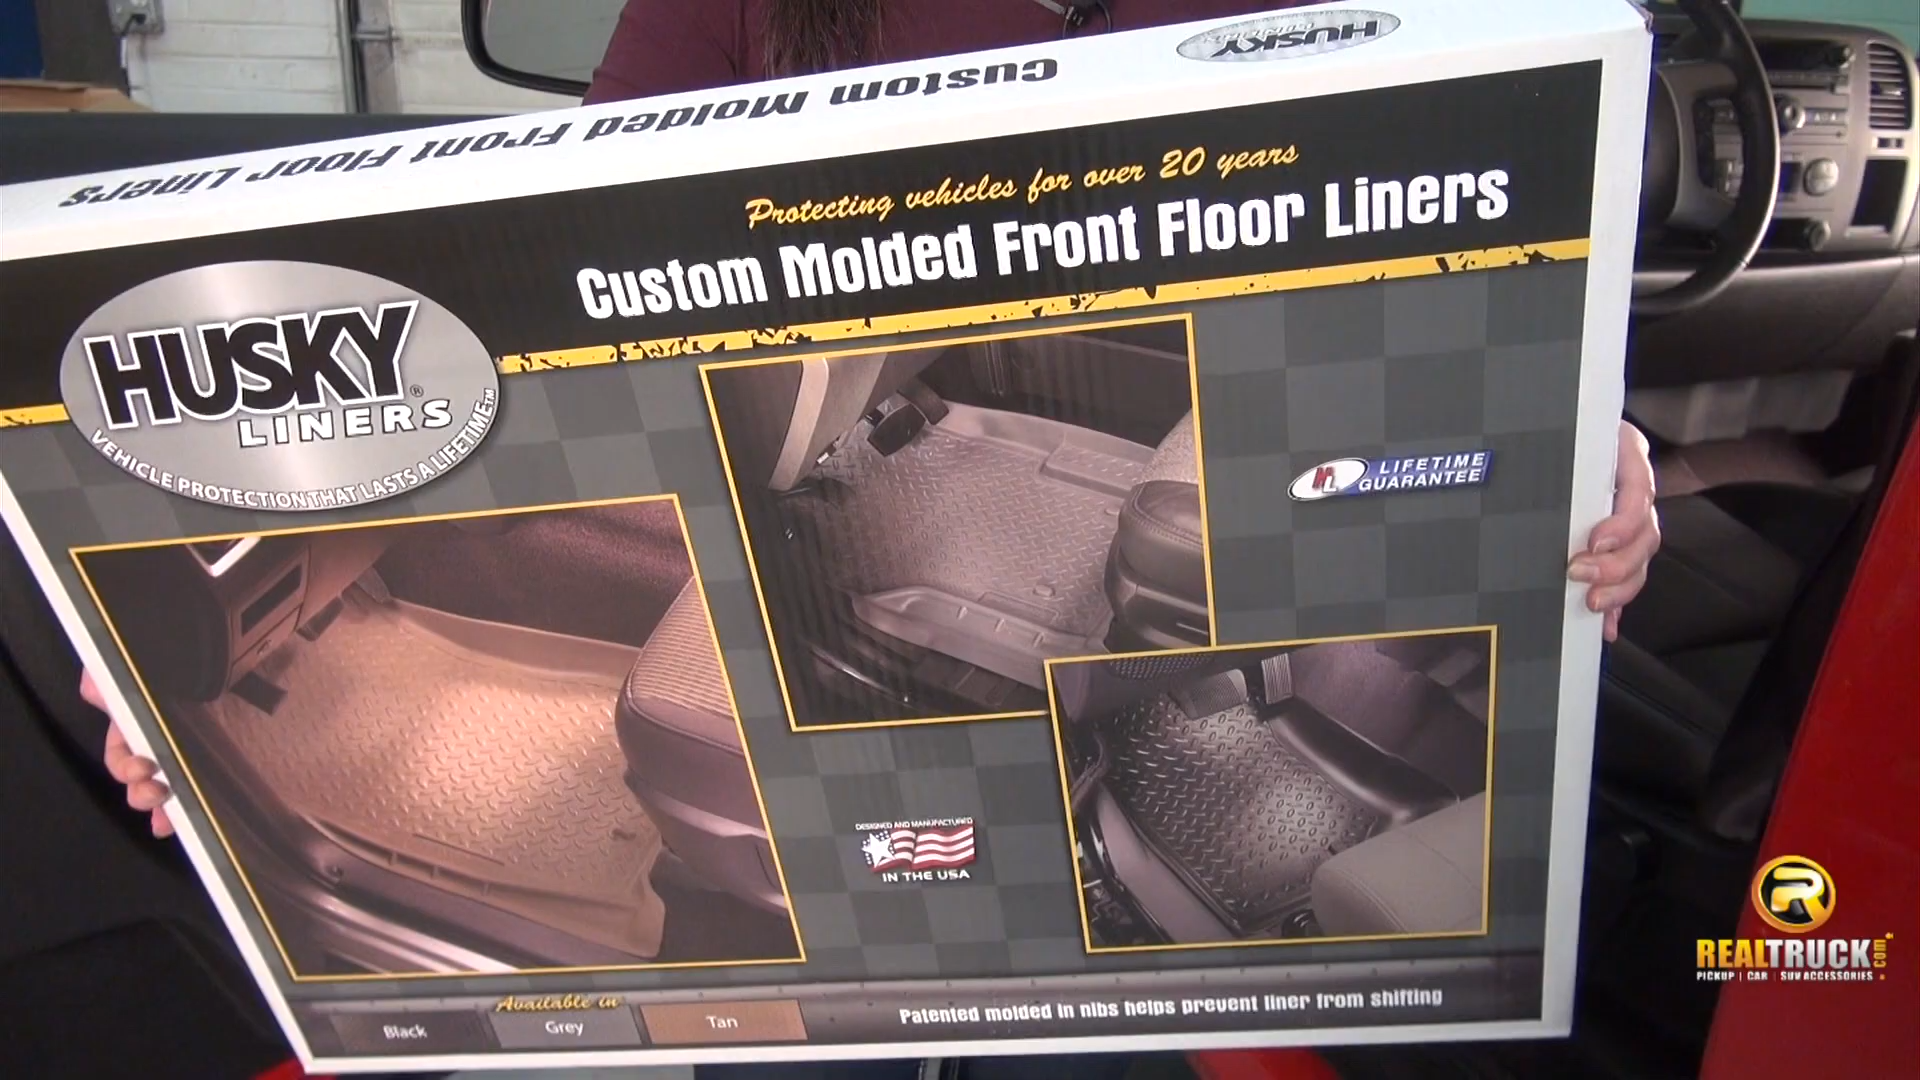 HUSKY
Custom Molded Front Floor Liners
Protecting vehicles for over 20 years
Custom Molded Front Floor Liners
HUSKY®
LINERS
VEHICLE PROTECTION THAT LASTS A LIFETIME™
HL LIFETIME
GUARANTEE
DESIGNED AND MANUFACTURED
IN THE USA
Available in
Black Grey Tan
Patented molded in nibs helps prevent liner from shifting
R
REALTRUCK.com
PICKUP | CAR | SUV ACCESSORIES